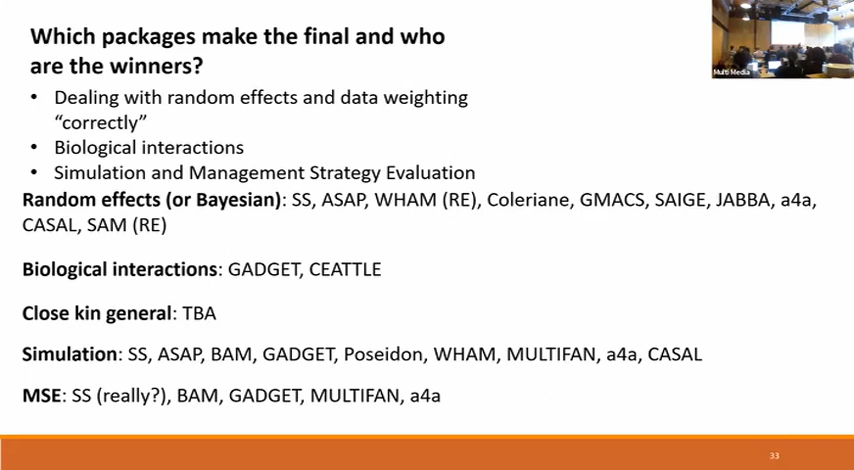 Which packages make the final and who
are the winners?
• Dealing with random effects and data weighting
“correctly”
• Biological interactions
• Simulation and Management Strategy Evaluation
Random effects (or Bayesian): SS, ASAP, WHAM (RE), Coleriane, GMACS, SAIGE, JABBA, a4a,
CASAL, SAM (RE)
Biological interactions: GADGET, CEATTLE
Close kin general: TBA
Simulation: SS, ASAP, BAM, GADGET, Poseidon, WHAM, MULTIFAN, a4a, CASAL
MSE: SS (really?), BAM, GADGET, MULTIFAN, a4a
Multi Media
33